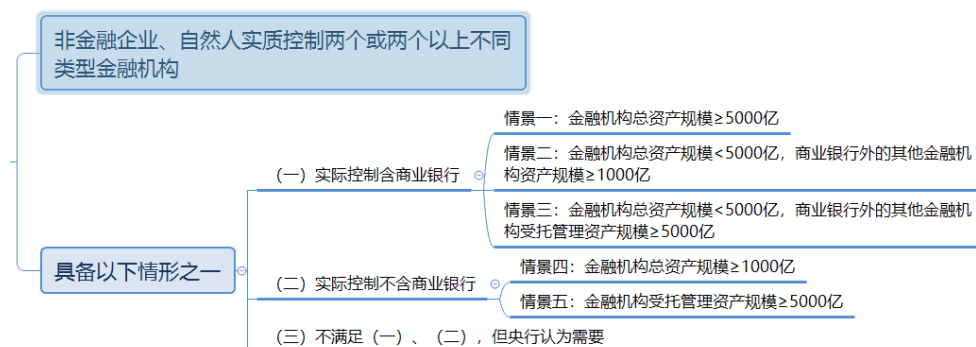 非金融企业、自然人实质控制两个或两个以上不同
类型金融机构
情景一：金融机构总资产规模≥5000亿
情景二：金融机构总资产规模<5000亿，商业银行外的其他金融机
构资产规模≥1000亿
（一）实际控制含商业银行
情景三：金融机构总资产规模<5000亿，商业银行外的其他金融机
构受托管理资产规模≥5000亿
具备以下情形之一
情景四：金融机构总资产规模≥1000亿
（二）实际控制不含商业银行
情景五：金融机构受托管理资产规模≥5000亿
（三）不满足（一）、（二），但央行认为需要